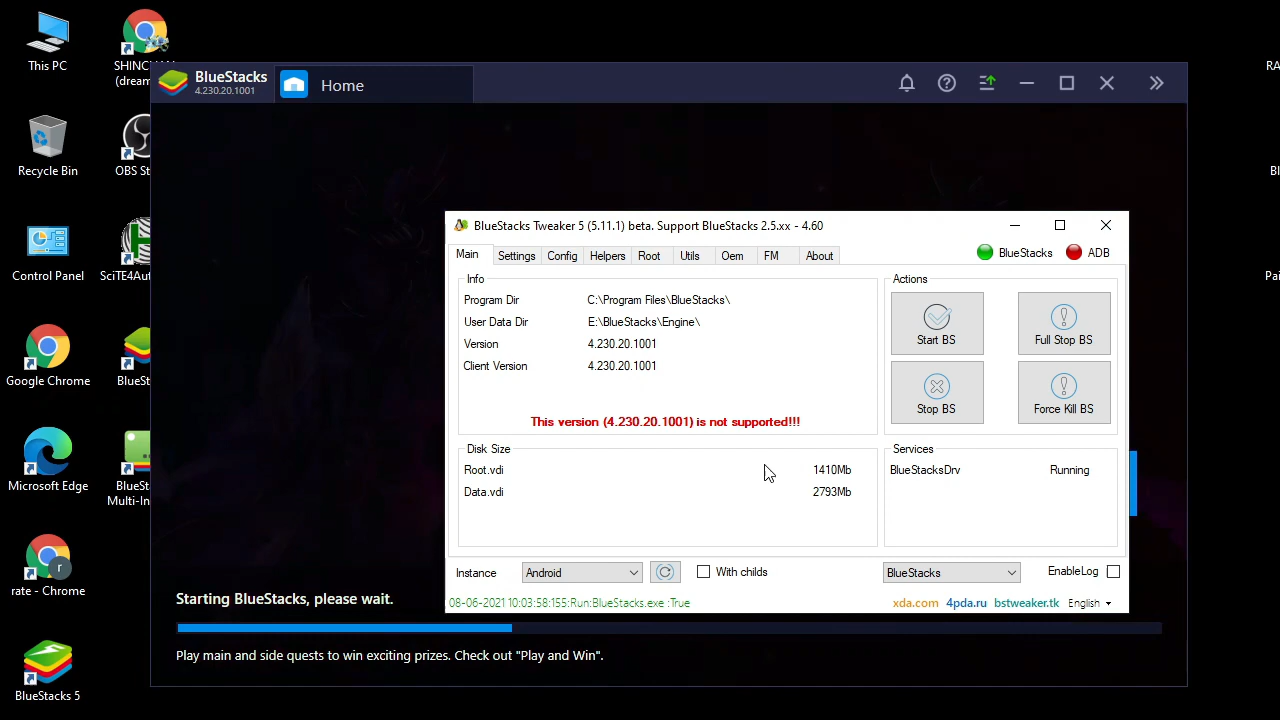 This PC
SHINCHAN
(dream
Recycle Bin
OBS St
Control Panel
SciTE4Aut
Google Chrome
BlueSt
Microsoft Edge
BlueSta
Multi-In
r
rate - Chrome
BlueStacks 5
BlueStacks
4.230.20.1001
Home
BlueStacks Tweaker 5 (5.11.1) beta. Support BlueStacks 2.5.xx - 4.60
Main
Settings
Config
Helpers
Root
Utils
Oem
FM
About
BlueStacks
ADB
Info
Program Dir C:\Program Files\BlueStacks\
User Data Dir E:\BlueStacks\Engine\
Version 4.230.20.1001
Client Version 4.230.20.1001
This version (4.230.20.1001) is not supported!!!
Actions
Start BS
Full Stop BS
Stop BS
Force Kill BS
Disk Size
Root.vdi 1410Mb
Data.vdi 2793Mb
Services
BlueStacksDrv Running
Instance
Android
With childs
BlueStacks
EnableLog
08-06-2021 10:03:58:155:Run:BlueStacks.exe :True
xda.com 4pda.ru bstweaker.tk English
Starting BlueStacks, please wait.
Play main and side quests to win exciting prizes. Check out "Play and Win".
RA
Bl
Pai